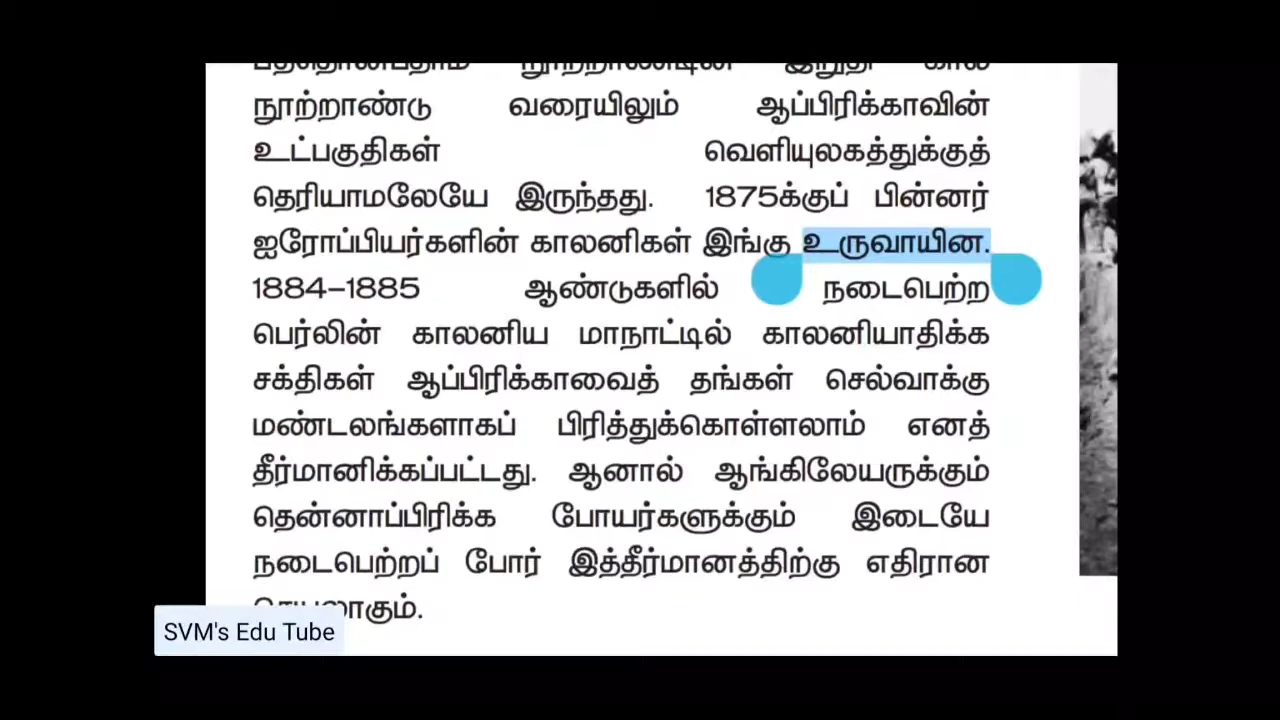 நூற்றாண்டு வரையிலும் ஆப்பிரிக்காவின்
உட்பகுதிகள் வெளியுலகத்துக்குத்
தெரியாமலேயே இருந்தது. 1875க்குப் பின்னர்
ஐரோப்பியர்களின் காலனிகள் இங்கு உருவாயின.
1884–1885 ஆண்டுகளில் நடைபெற்ற
பெர்லின் காலனிய மாநாட்டில் காலனியாதிக்க
சக்திகள் ஆப்பிரிக்காவைத் தங்கள் செல்வாக்கு
மண்டலங்களாகப் பிரித்துக்கொள்ளலாம் எனத்
தீர்மானிக்கப்பட்டது. ஆனால் ஆங்கிலேயருக்கும்
தென்னாப்பிரிக்க போயர்களுக்கும் இடையே
நடைபெற்றப் போர் இத்தீர்மானத்திற்கு எதிரான
SVM's Edu Tube